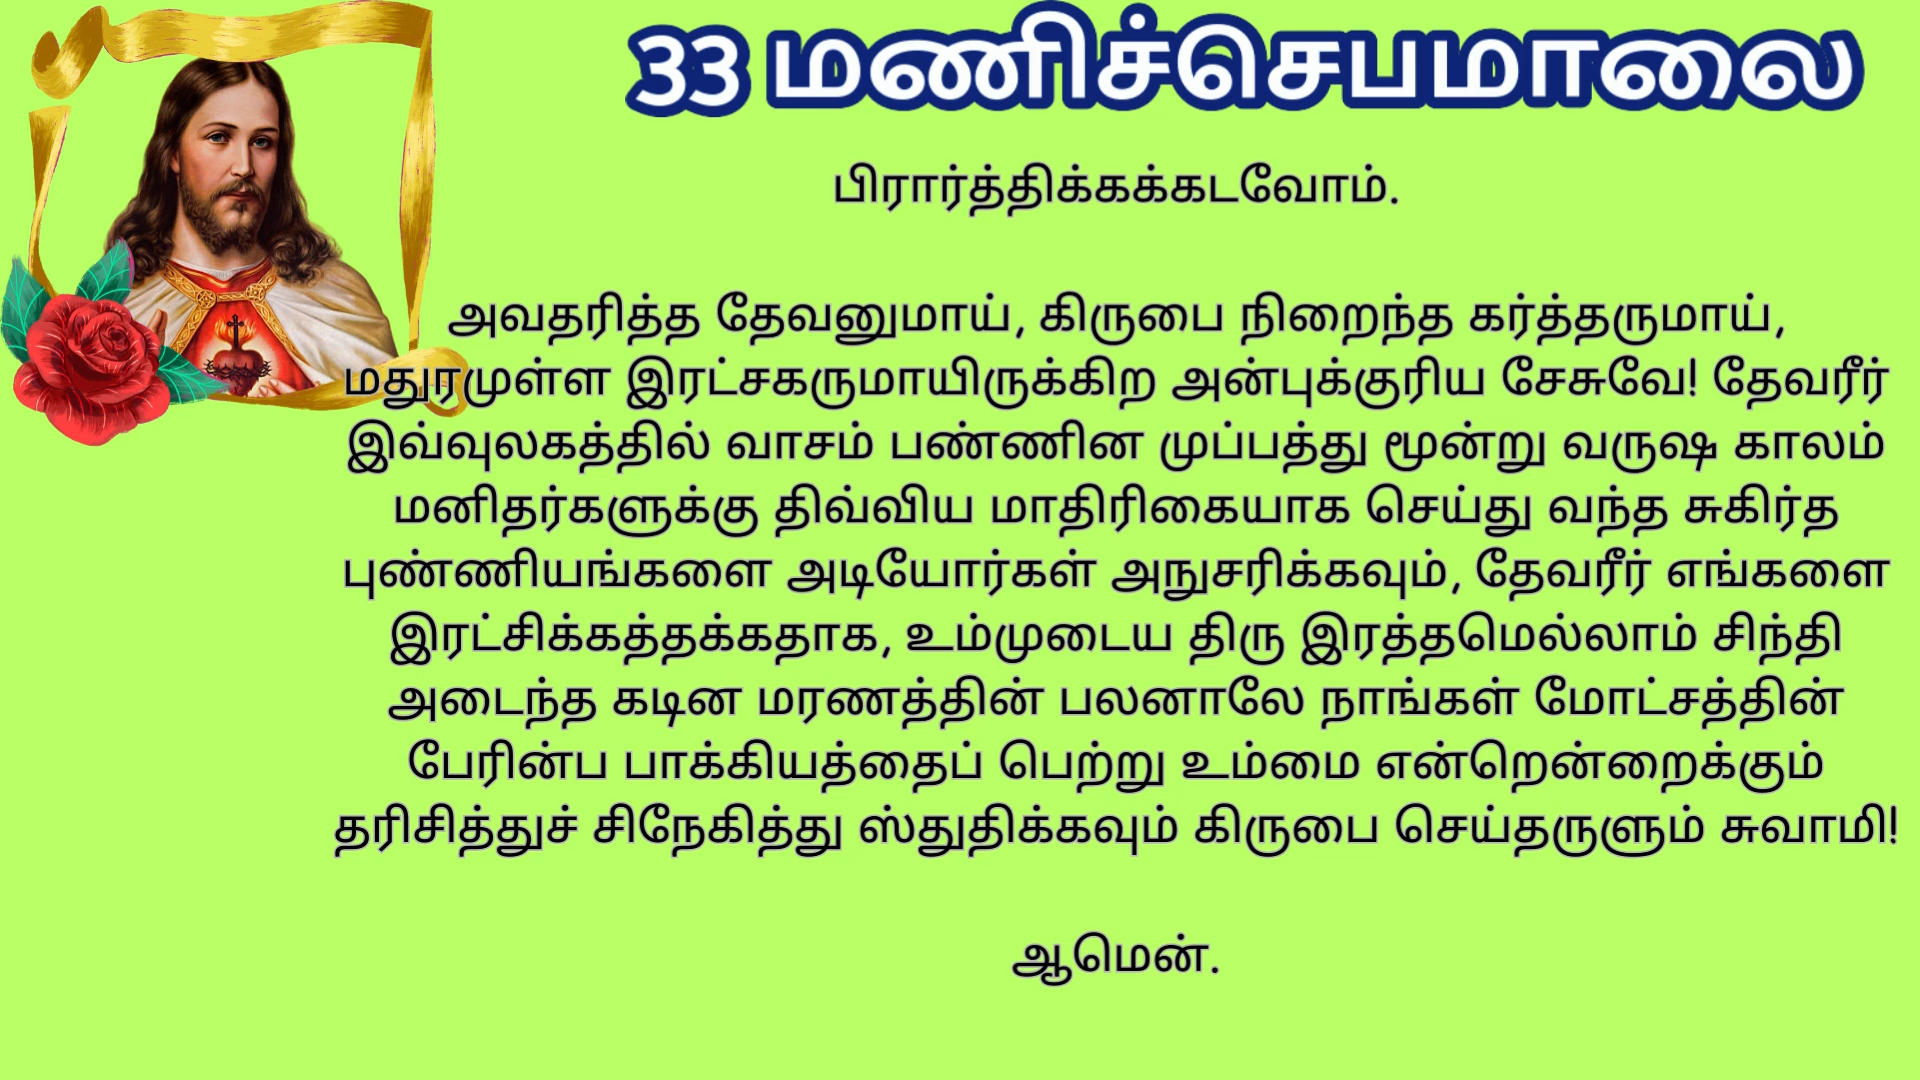 33 மணிச்செபமாலை
பிரார்த்திக்கக்கடவோம்.
அவதரித்த தேவனுமாய், கிருபை நிறைந்த கர்த்தருமாய்,
மதுரமுள்ள இரட்சகருமாயிருக்கிற அன்புக்குரிய சேசுவே! தேவரீர்
இவ்வுலகத்தில் வாசம் பண்ணின முப்பத்து மூன்று வருஷ காலம்
மனிதர்களுக்கு திவ்விய மாதிரிகையாக செய்து வந்த சுகிர்த
புண்ணியங்களை அடியோர்கள் அநுசரிக்கவும், தேவரீர் எங்களை
இரட்சிக்கத்தக்கதாக, உம்முடைய திரு இரத்தமெல்லாம் சிந்தி
அடைந்த கடின மரணத்தின் பலனாலே நாங்கள் மோட்சத்தின்
பேரின்ப பாக்கியத்தைப் பெற்று உம்மை என்றென்றைக்கும்
தரிசித்துச் சிநேகித்து ஸ்துதிக்கவும் கிருபை செய்தருளும் சுவாமி!
ஆமென்.